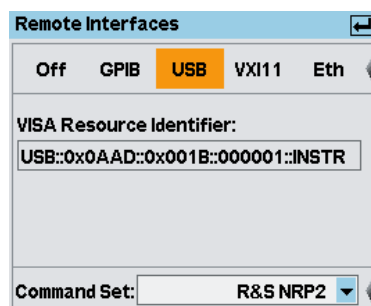 Remote Interfaces
Off GPIB USB VXI11 Eth
VISA Resource Identifier:
USB::0x0AAD::0x001B::000001::INSTR
Command Set: R&S NRP2